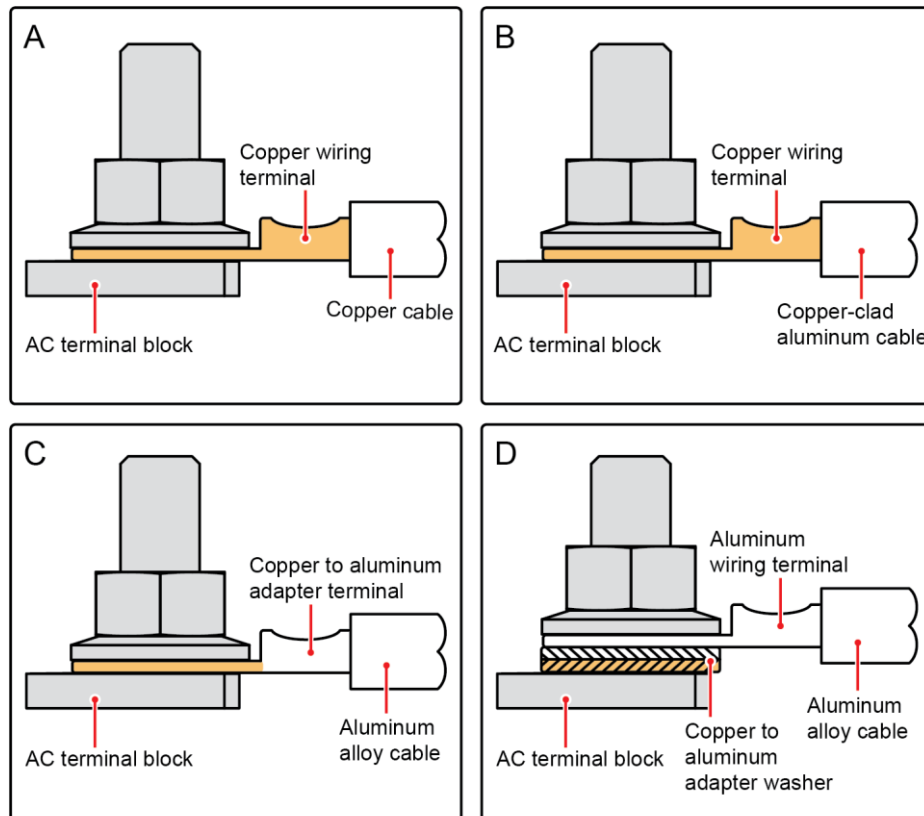 A
Copper wiring
terminal
Copper cable
AC terminal block
B
Copper wiring
terminal
Copper-clad
aluminum cable
AC terminal block
C
Copper to aluminum
adapter terminal
Aluminum
alloy cable
AC terminal block
D
Aluminum
wiring terminal
Aluminum
alloy cable
Copper to
aluminum
adapter washer
AC terminal block